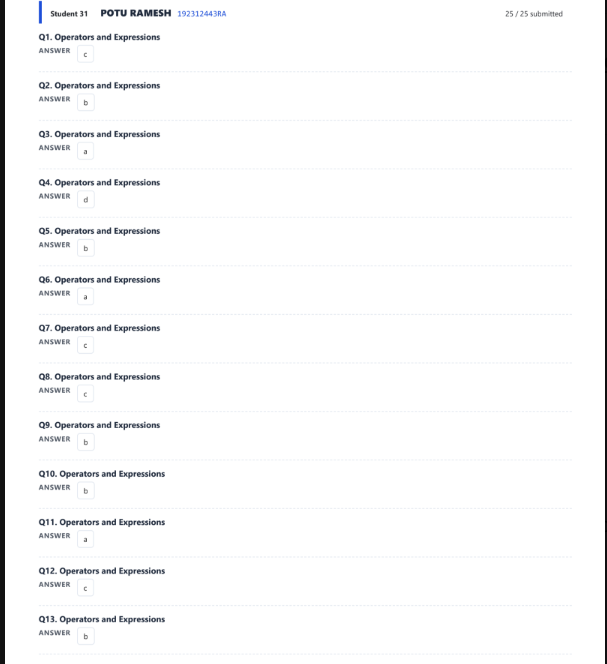 Student 31 POTU RAMESH 192312443RA 25 / 25 submitted
Q1. Operators and Expressions
ANSWER c
Q2. Operators and Expressions
ANSWER b
Q3. Operators and Expressions
ANSWER a
Q4. Operators and Expressions
ANSWER d
Q5. Operators and Expressions
ANSWER b
Q6. Operators and Expressions
ANSWER a
Q7. Operators and Expressions
ANSWER c
Q8. Operators and Expressions
ANSWER c
Q9. Operators and Expressions
ANSWER b
Q10. Operators and Expressions
ANSWER b
Q11. Operators and Expressions
ANSWER a
Q12. Operators and Expressions
ANSWER c
Q13. Operators and Expressions
ANSWER b